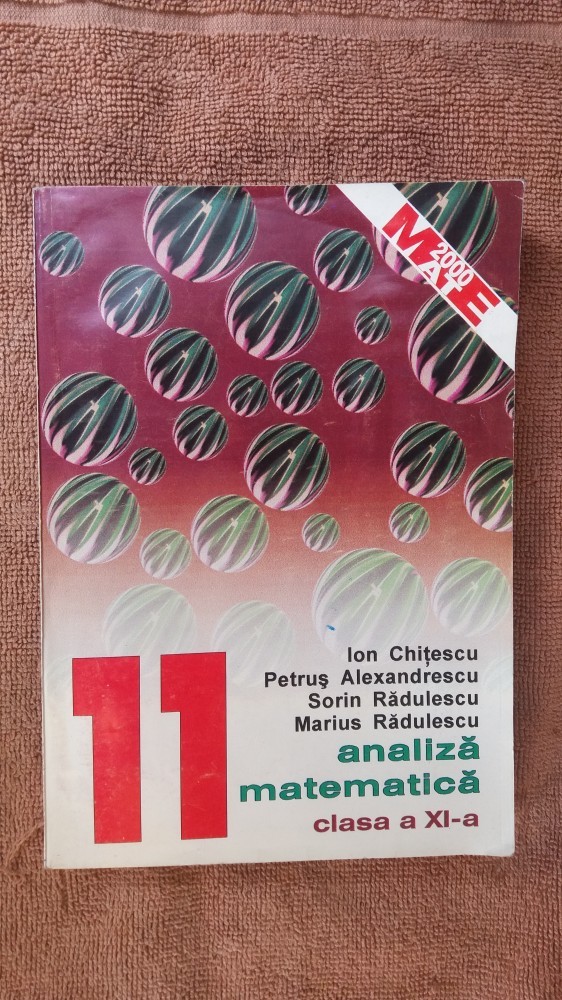 2000
MATE
Ion Chițescu
Petruș Alexandrescu
Sorin Rădulescu
Marius Rădulescu
11
analiză
matematică
clasa a XI-a